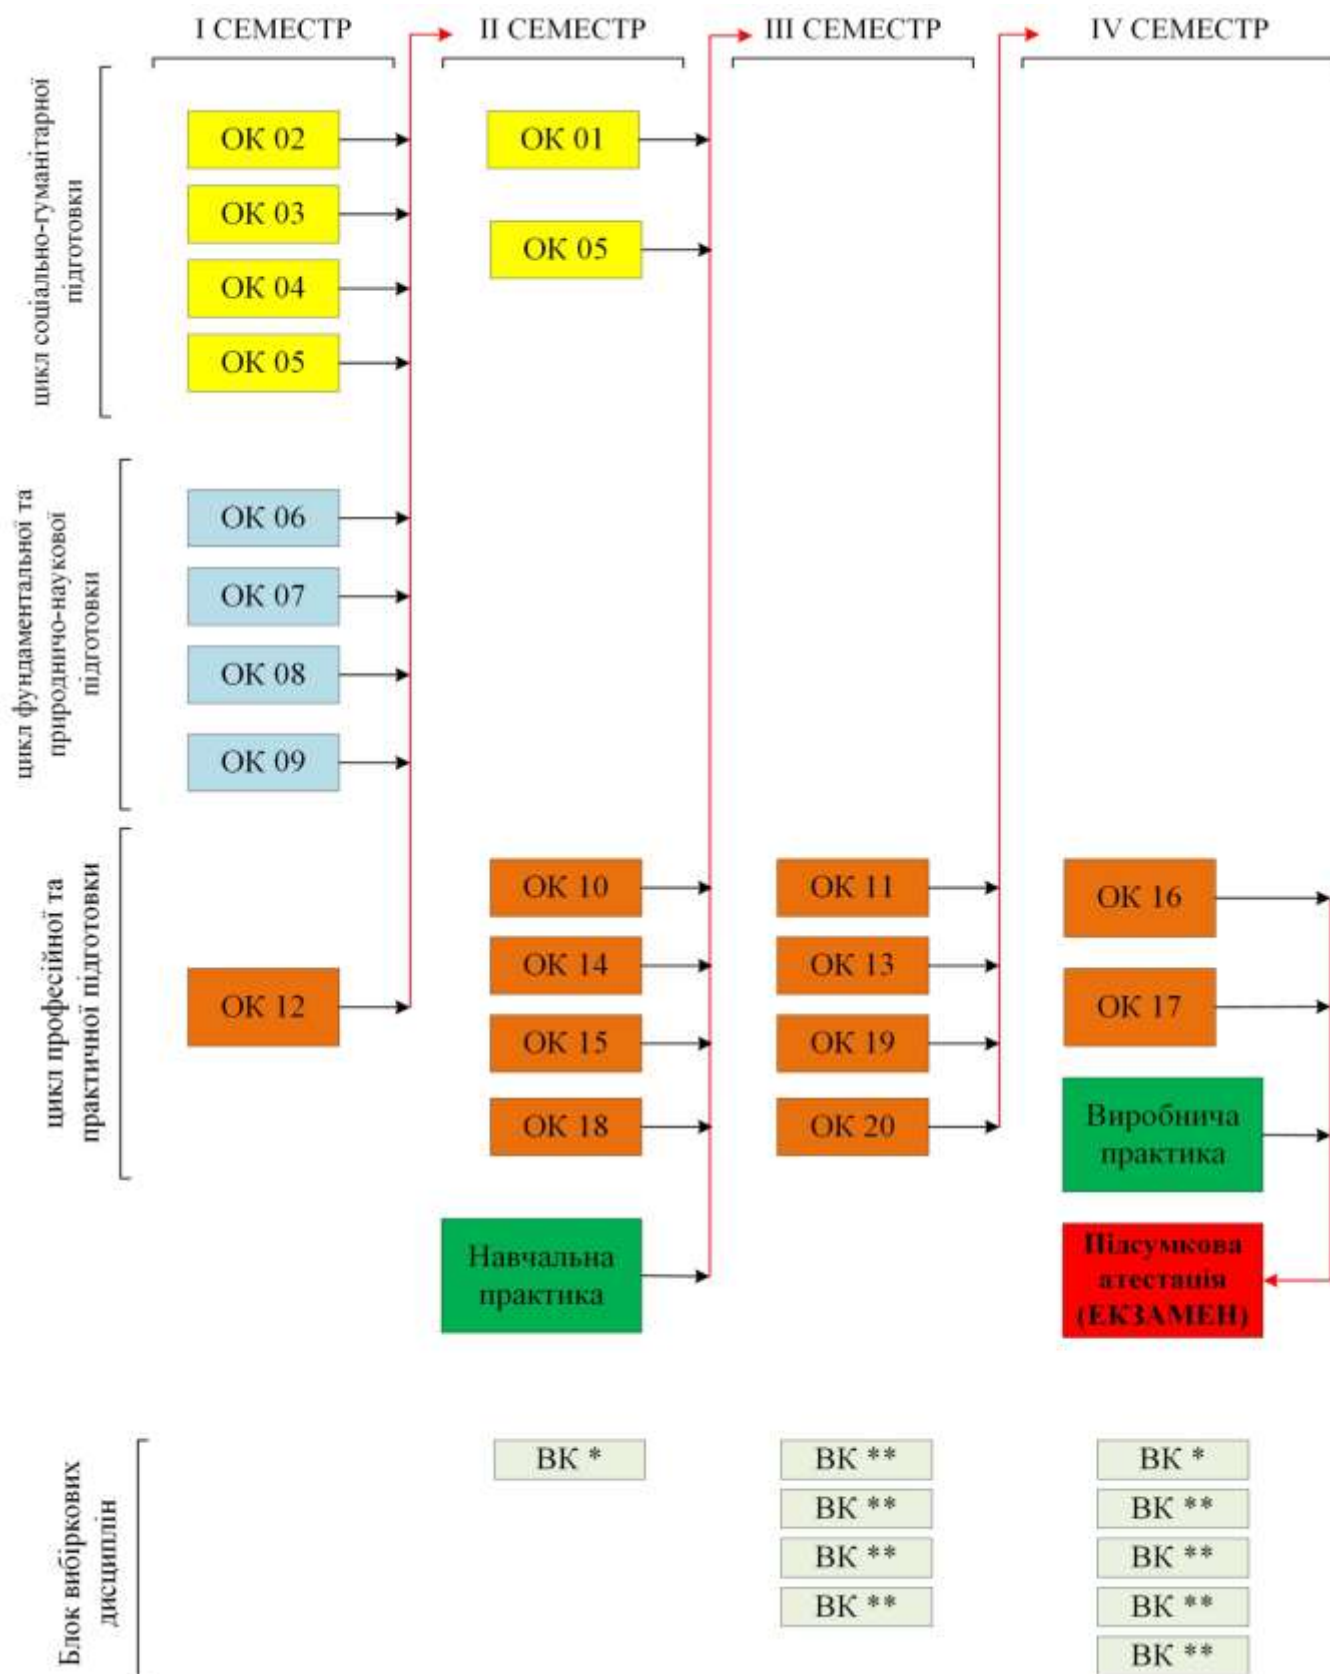 І СЕМЕСТР
ІІ СЕМЕСТР
ІІІ СЕМЕСТР
IV СЕМЕСТР
цикл соціально-гуманітарної
підготовки
ОК 02
ОК 01
ОК 03
ОК 05
ОК 04
ОК 05
цикл фундаментальної та
природничо-наукової
підготовки
ОК 06
ОК 07
ОК 08
ОК 09
цикл професійної та
практичної підготовки
ОК 12
ОК 10
ОК 14
ОК 15
ОК 18
Навчальна
практика
ОК 11
ОК 13
ОК 19
ОК 20
ОК 16
ОК 17
Виробнича
практика
Підсумкова
атестація
(ЕКЗАМЕН)
Блок вибіркових
дисциплін
ВК *
ВК **
ВК **
ВК **
ВК **
ВК *
ВК **
ВК **
ВК **
ВК **